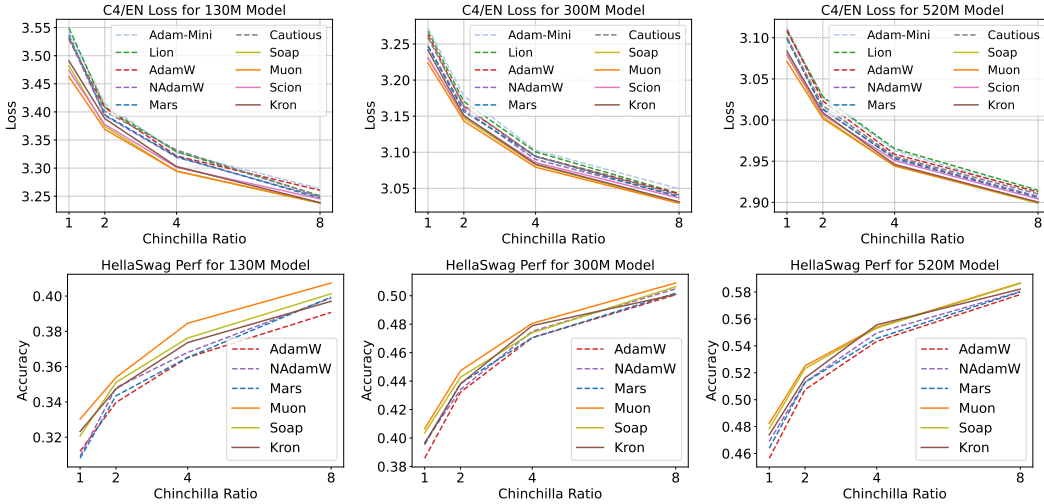 C4/EN Loss for 130M Model
3.55
3.50
3.45
3.40
3.35
3.30
3.25
Loss
Adam-Mini
Lion
AdamW
NAdamW
Mars
Cautious
Soap
Muon
Scion
Kron
1 2 4 8
Chinchilla Ratio
C4/EN Loss for 300M Model
3.25
3.20
3.15
3.10
3.05
Loss
Adam-Mini
Lion
AdamW
NAdamW
Mars
Cautious
Soap
Muon
Scion
Kron
1 2 4 8
Chinchilla Ratio
C4/EN Loss for 520M Model
3.10
3.05
3.00
2.95
2.90
Loss
Adam-Mini
Lion
AdamW
NAdamW
Mars
Cautious
Soap
Muon
Scion
Kron
1 2 4 8
Chinchilla Ratio
HellaSwag Perf for 130M Model
0.40
0.38
0.36
0.34
0.32
Accuracy
AdamW
NAdamW
Mars
Muon
Soap
Kron
1 2 4 8
Chinchilla Ratio
HellaSwag Perf for 300M Model
0.50
0.48
0.46
0.44
0.42
0.40
0.38
Accuracy
AdamW
NAdamW
Mars
Muon
Soap
Kron
1 2 4 8
Chinchilla Ratio
HellaSwag Perf for 520M Model
0.58
0.56
0.54
0.52
0.50
0.48
0.46
Accuracy
AdamW
NAdamW
Mars
Muon
Soap
Kron
1 2 4 8
Chinchilla Ratio